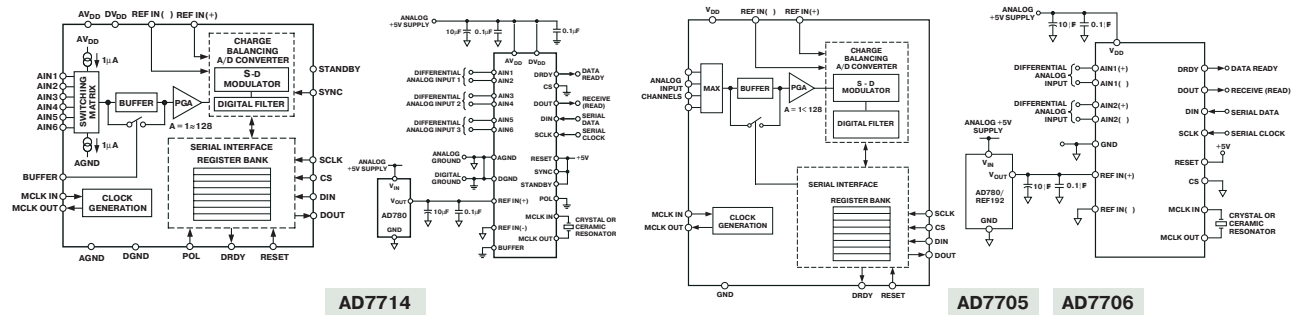 AVDD DVDD REF IN( ) REF IN(+)
AVDD
1µA
CHARGE
BALANCING
A/D CONVERTER
S-D
MODULATOR
DIGITAL FILTER
STANDBY
SYNC
AIN1
AIN2
AIN3
AIN4
AIN5
AIN6
SWITCHING
MATRIX
BUFFER
PGA
A = 1≈128
1µA
AGND
SERIAL INTERFACE
REGISTER BANK
BUFFER
MCLK IN
MCLK OUT
CLOCK
GENERATION
SCLK
CS
DIN
DOUT
AGND DGND POL DRDY RESET
ANALOG
+5V SUPPLY
10µF 0.1µF 0.1µF
AVDD DVDD
DIFFERENTIAL
ANALOG INPUT 1
AIN1
AIN2
DIFFERENTIAL
ANALOG INPUT 2
AIN3
AIN4
DIFFERENTIAL
ANALOG INPUT 3
AIN5
AIN6
ANALOG
GROUND
AGND
DIGITAL
GROUND
DGND
DRDY
DATA
READY
CS
DOUT
RECEIVE
(READ)
DIN
SERIAL
DATA
SCLK
SERIAL
CLOCK
RESET
+5V
SYNC
STANDBY
POL
MCLK IN
MCLK OUT
CRYSTAL OR
CERAMIC
RESONATOR
ANALOG
+5V SUPPLY
VIN
VOUT
AD780
GND
10µF 0.1µF
REF IN(+)
REF IN(-)
BUFFER
AD7714
VDD REF IN( ) REF IN(+)
CHARGE
BALANCING
A/D CONVERTER
S-D
MODULATOR
DIGITAL FILTER
ANALOG
INPUT
CHANNELS
MAX
BUFFER
PGA
A = 1<128
SERIAL INTERFACE
REGISTER BANK
MCLK IN
MCLK OUT
CLOCK
GENERATION
SCLK
CS
DIN
DOUT
GND DRDY RESET
ANALOG
+5V SUPPLY
10|F 0.1|F
VDD
DIFFERENTIAL
ANALOG
INPUT
AIN1(+)
AIN1( )
DIFFERENTIAL
ANALOG
INPUT
AIN2(+)
AIN2( )
GND
DRDY
DATA READY
DOUT
RECEIVE (READ)
DIN
SERIAL DATA
SCLK
SERIAL CLOCK
+5V
RESET
CS
MCLK IN
MCLK OUT
CRYSTAL OR
CERAMIC
RESONATOR
ANALOG +5V
SUPPLY
VIN
VOUT
AD780/
REF192
GND
10|F 0.1|F
REF IN(+)
REF IN( )
AD7705 AD7706